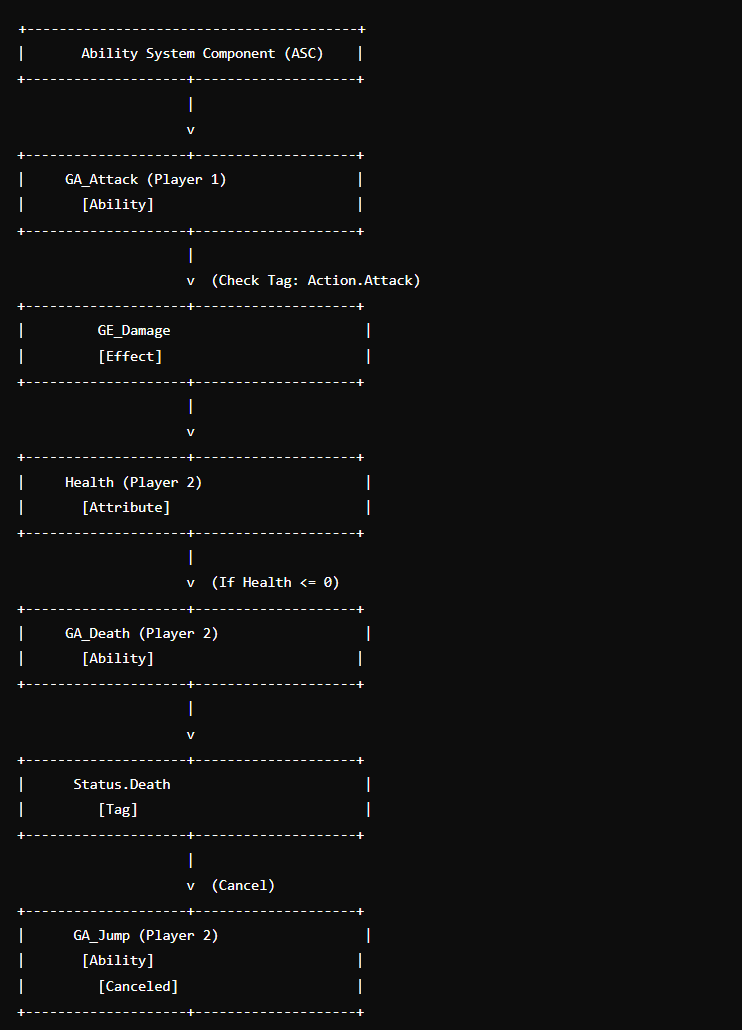 +-----------------------------------------+
|       Ability System Component (ASC)    |
+--------------------+--------------------+
                     |
                     v
+--------------------+--------------------+
|     GA_Attack (Player 1)                |
|       [Ability]                         |
+--------------------+--------------------+
                     |
                     v  (Check Tag: Action.Attack)
+--------------------+--------------------+
|         GE_Damage                        |
|         [Effect]                         |
+--------------------+--------------------+
                     |
                     v
+--------------------+--------------------+
|     Health (Player 2)                    |
|       [Attribute]                        |
+--------------------+--------------------+
                     |
                     v  (If Health <= 0)
+--------------------+--------------------+
|     GA_Death (Player 2)                  |
|       [Ability]                         |
+--------------------+--------------------+
                     |
                     v
+--------------------+--------------------+
|      Status.Death                        |
|         [Tag]                            |
+--------------------+--------------------+
                     |
                     v  (Cancel)
+--------------------+--------------------+
|      GA_Jump (Player 2)                  |
|       [Ability]                         |
|         [Canceled]                      |
+--------------------+--------------------+